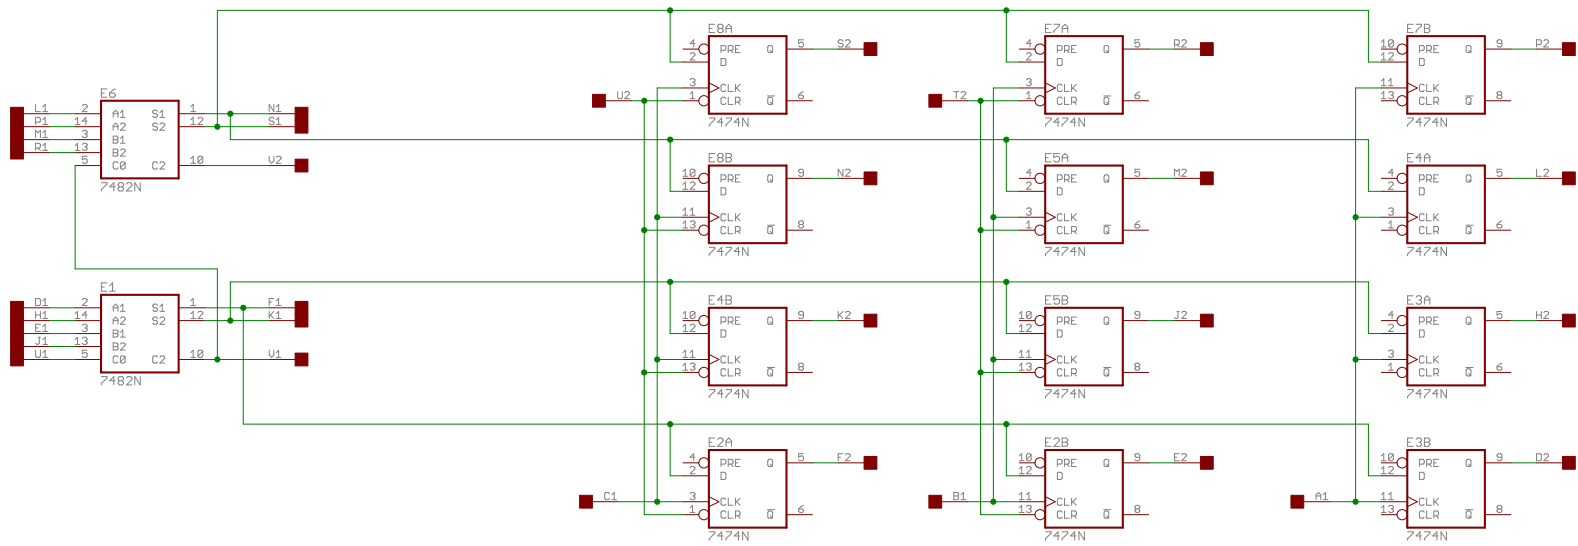 E8A
4 PRE Q 5 S2
2 D
3 CLK
U2 1 CLR Q 6
7474N
E7A
4 PRE Q 5 R2
2 D
3 CLK
T2 1 CLR Q 6
7474N
E7B
10 PRE Q 9 P2
12 D
11 CLK
13 CLR Q 8
7474N
E6
L1 2 A1 S1 1 N1
P1 14 A2 S2 12 S1
M1 3 B1
R1 13 B2
5 C0 C2 10 V2
7482N
E8B
10 PRE Q 9 N2
12 D
11 CLK
13 CLR Q 8
7474N
E5A
4 PRE Q 5 M2
2 D
3 CLK
1 CLR Q 6
7474N
E4A
4 PRE Q 5 L2
2 D
3 CLK
1 CLR Q 6
7474N
E1
D1 2 A1 S1 1 F1
H1 14 A2 S2 12 K1
E1 3 B1
J1 13 B2
U1 5 C0 C2 10 V1
7482N
E4B
10 PRE Q 9 K2
12 D
11 CLK
13 CLR Q 8
7474N
E5B
10 PRE Q 9 J2
12 D
11 CLK
13 CLR Q 8
7474N
E3A
4 PRE Q 5 H2
2 D
3 CLK
1 CLR Q 6
7474N
E2A
4 PRE Q 5 F2
2 D
C1 3 CLK
1 CLR Q 6
7474N
E2B
10 PRE Q 9 E2
12 D
B1 11 CLK
13 CLR Q 8
7474N
E3B
10 PRE Q 9 D2
12 D
A1 11 CLK
13 CLR Q 8
7474N